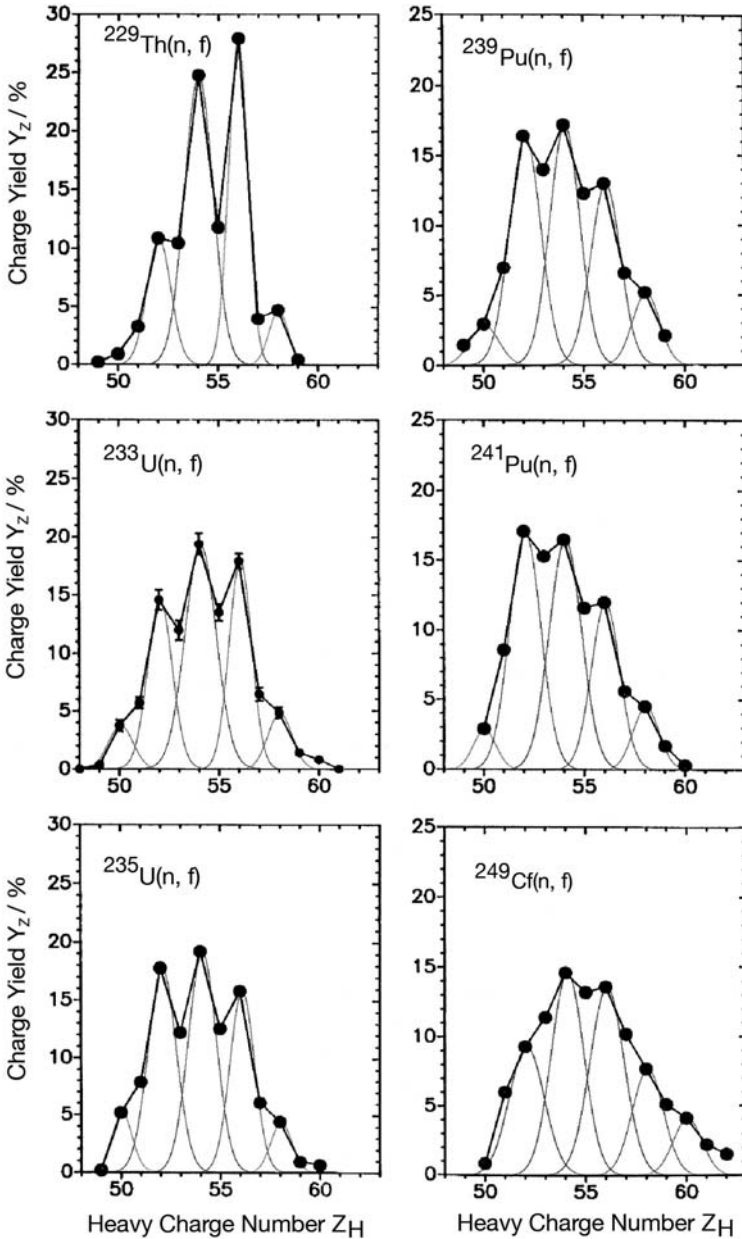 30
25
20
15
10
5
0
Charge Yield Y_Z / %
²²⁹Th(n, f)
50 55 60
25
20
15
10
5
0
²³⁹Pu(n, f)
50 55 60
30
25
20
15
10
5
0
Charge Yield Y_Z / %
²³³U(n, f)
50 55 60
25
20
15
10
5
0
²⁴¹Pu(n, f)
50 55 60
30
25
20
15
10
5
0
Charge Yield Y_Z / %
²³⁵U(n, f)
50 55 60
Heavy Charge Number Z_H
25
20
15
10
5
0
²⁴⁹Cf(n, f)
50 55 60
Heavy Charge Number Z_H